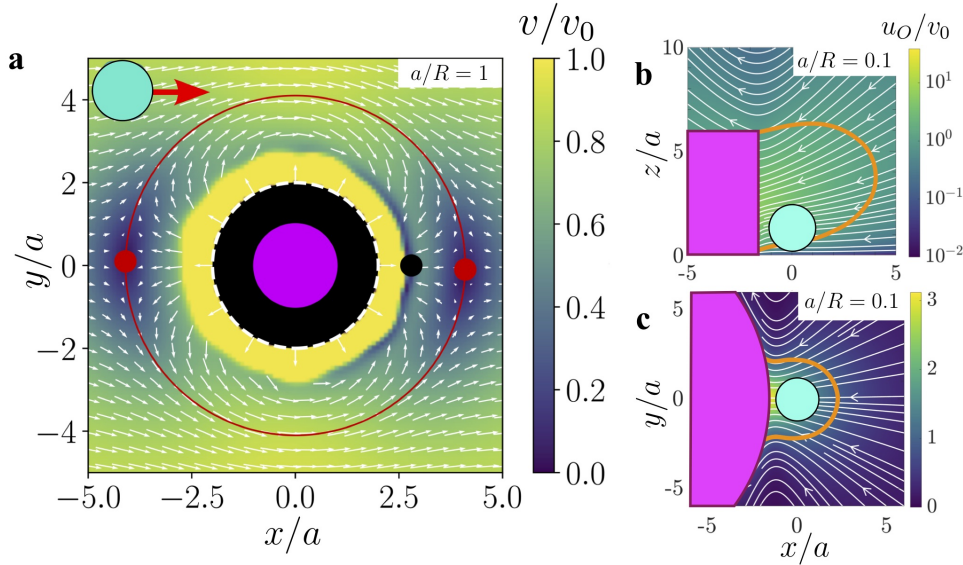 a
v/v₀
a/R = 1
4
2
0
−2
−4
y/a
−5.0
−2.5
0.0
2.5
5.0
x/a
1.0
0.8
0.6
0.4
0.2
0.0
b
u_O/v₀
a/R = 0.1
10
5
0
z/a
-5
0
5
10¹
10⁰
10⁻¹
10⁻²
c
a/R = 0.1
5
0
-5
y/a
-5
0
5
x/a
3
2
1
0